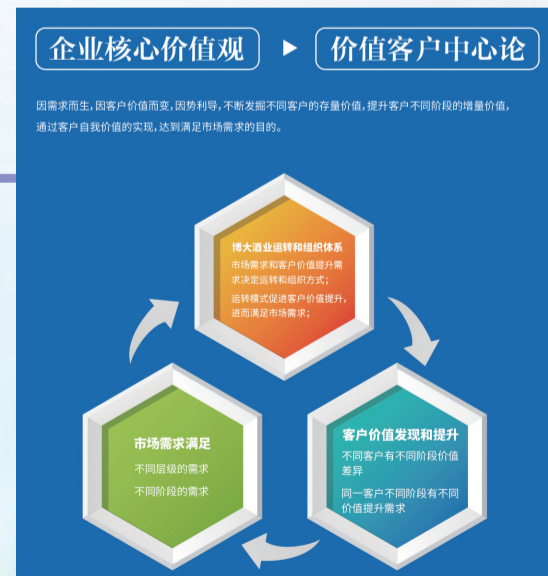 企业核心价值观
价值客户中心论
因需求而生，因客户价值而变，因势利导，不断发掘不同客户的存量价值，提升客户不同阶段的增量价值，
通过客户自我价值的实现，达到满足市场需求的目的。
博大酒业运转和组织体系
市场需求和客户价值提升需
求决定运转和组织方式；
运转模式促进客户价值提升，
进而满足市场需求；
市场需求满足
不同层级的需求
不同阶段的需求
客户价值发现和提升
不同客户有不同阶段价值
差异
同一客户不同阶段有不同
价值提升需求